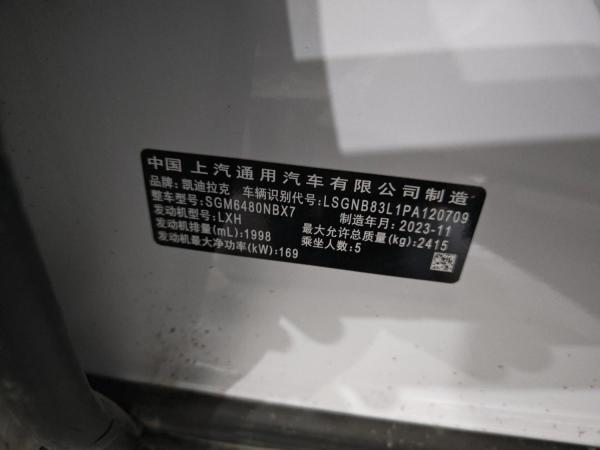 中国 上汽通用汽车有限公司制造
品牌: 凯迪拉克 车辆识别代号: LSGNB83L1PA120709
整车型号: SGM6480NBX7 制造年月: 2023-11
发动机型号: LXH 最大允许总质量(kg): 2415
发动机排量(mL): 1998 乘坐人数: 5
发动机最大净功率(kW): 169